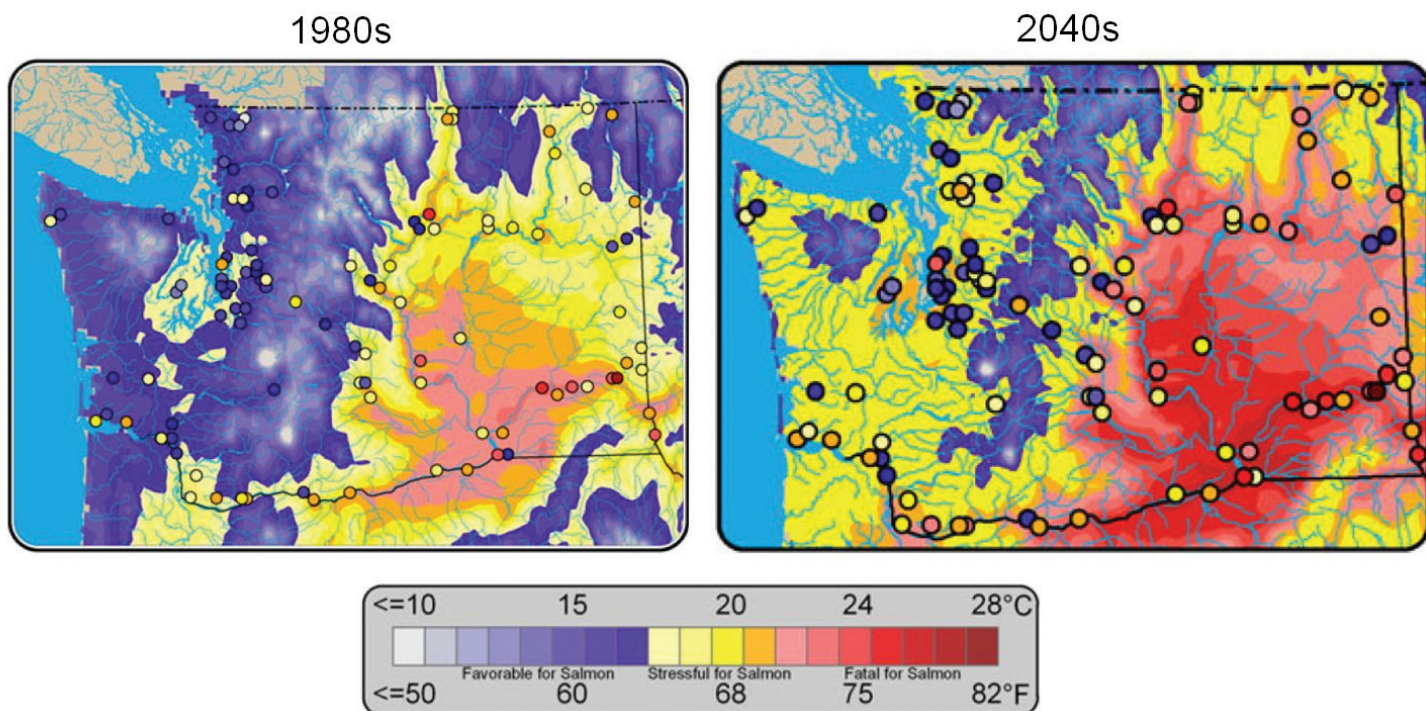 1980s
2040s
<=10 15 20 24 28°C
Favorable for Salmon Stressful for Salmon Fatal for Salmon
<=50 60 68 75 82°F